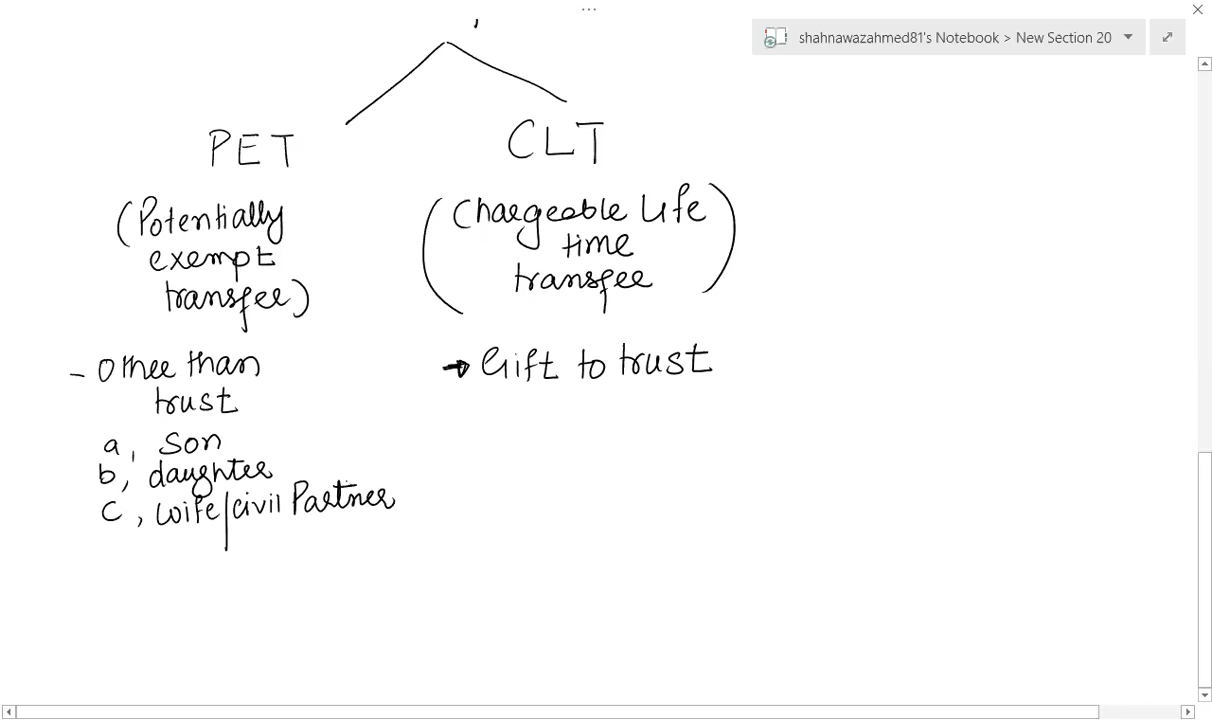 shahnawazahmed81's Notebook > New Section 20
PET
CLT
(Potentially
exempt
transfer)
(Chargeable Life
time
transfer)
- Other than
trust
→ Gift to trust
a, son
b, daughter
c, wife/civil Partner